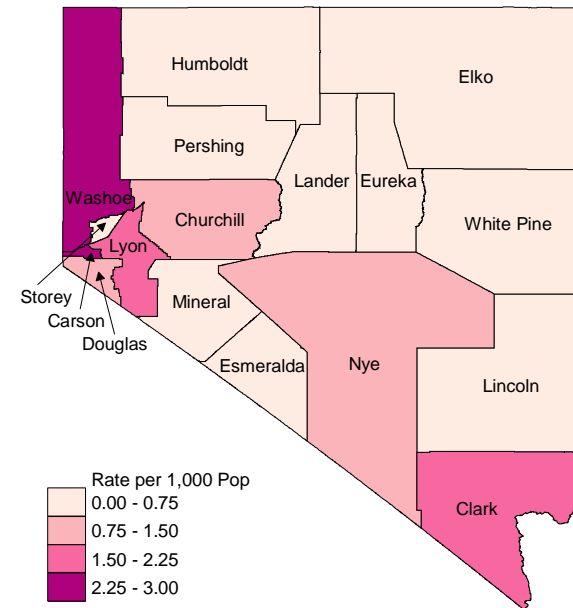 Humboldt
Elko
Pershing
Lander
Eureka
Washoe
Churchill
White Pine
Lyon
Storey
Carson
Douglas
Mineral
Esmeralda
Nye
Lincoln
Clark
Rate per 1,000 Pop
0.00 - 0.75
0.75 - 1.50
1.50 - 2.25
2.25 - 3.00